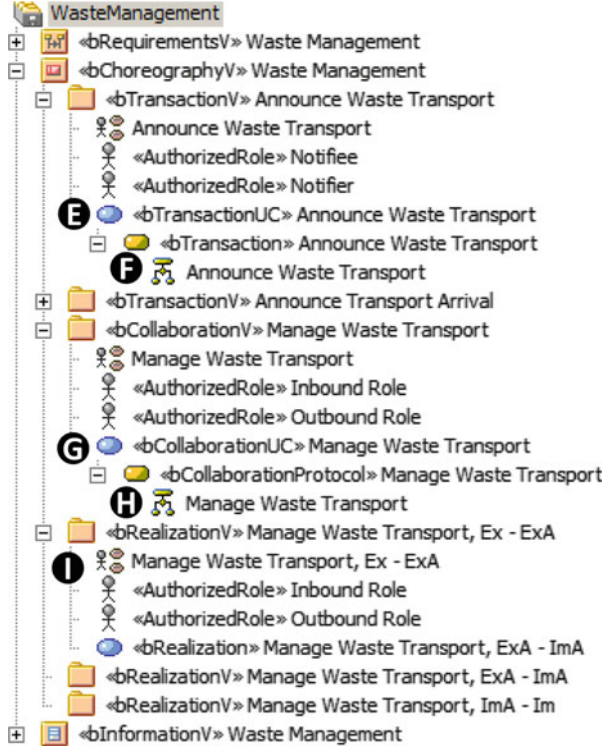 WasteManagement
«bRequirementsV» Waste Management
«bChoreographyV» Waste Management
«bTransactionV» Announce Waste Transport
Announce Waste Transport
«AuthorizedRole» Notifiee
«AuthorizedRole» Notifier
E «bTransactionUC» Announce Waste Transport
«bTransaction» Announce Waste Transport
F Announce Waste Transport
«bTransactionV» Announce Transport Arrival
«bCollaborationV» Manage Waste Transport
Manage Waste Transport
«AuthorizedRole» Inbound Role
«AuthorizedRole» Outbound Role
G «bCollaborationUC» Manage Waste Transport
«bCollaborationProtocol» Manage Waste Transport
H Manage Waste Transport
«bRealizationV» Manage Waste Transport, Ex - ExA
I Manage Waste Transport, Ex - ExA
«AuthorizedRole» Inbound Role
«AuthorizedRole» Outbound Role
«bRealization» Manage Waste Transport, ExA - ImA
«bRealizationV» Manage Waste Transport, ExA - ImA
«bRealizationV» Manage Waste Transport, ImA - Im
«bInformationV» Waste Management